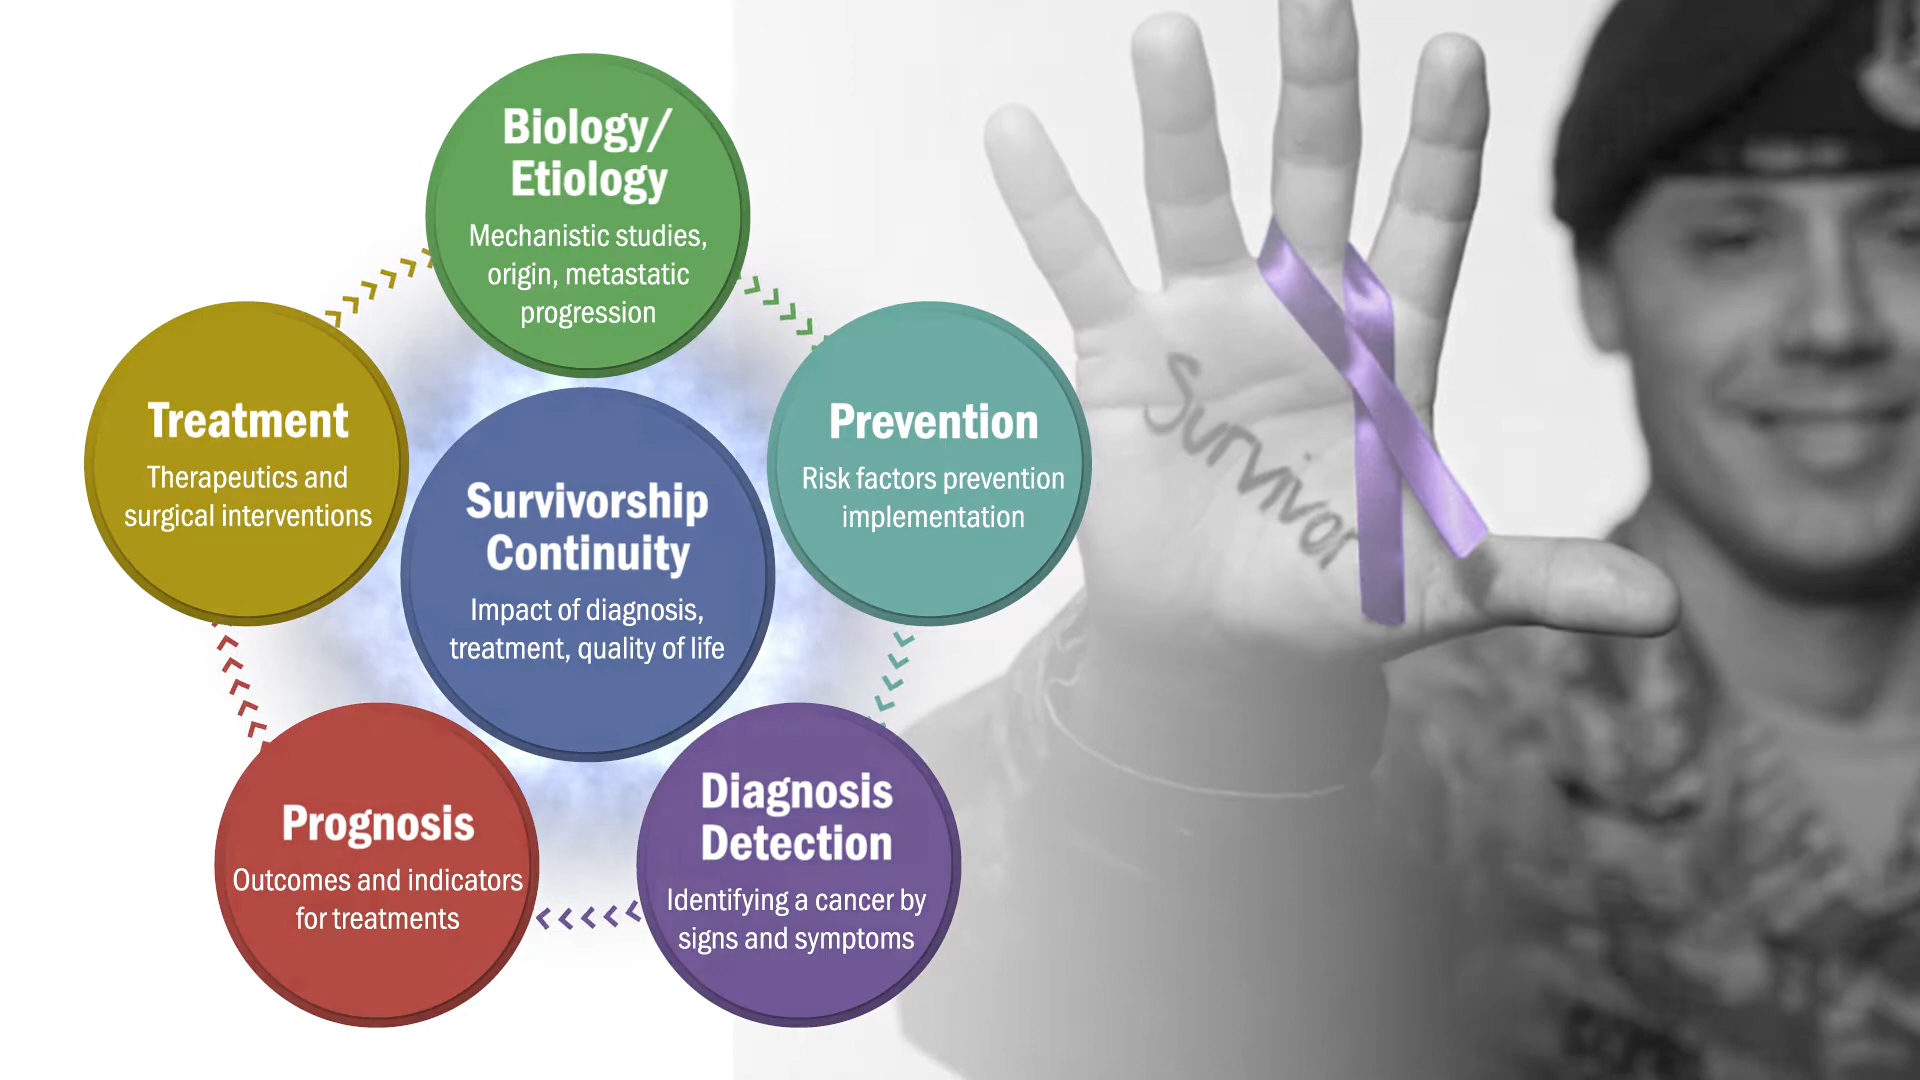 Biology/
Etiology
Mechanistic studies,
origin, metastatic
progression
Treatment
Therapeutics and
surgical interventions
Prevention
Risk factors prevention
implementation
Survivorship
Continuity
Impact of diagnosis,
treatment, quality of life
Prognosis
Outcomes and indicators
for treatments
Diagnosis
Detection
Identifying a cancer by
signs and symptoms
Survivor